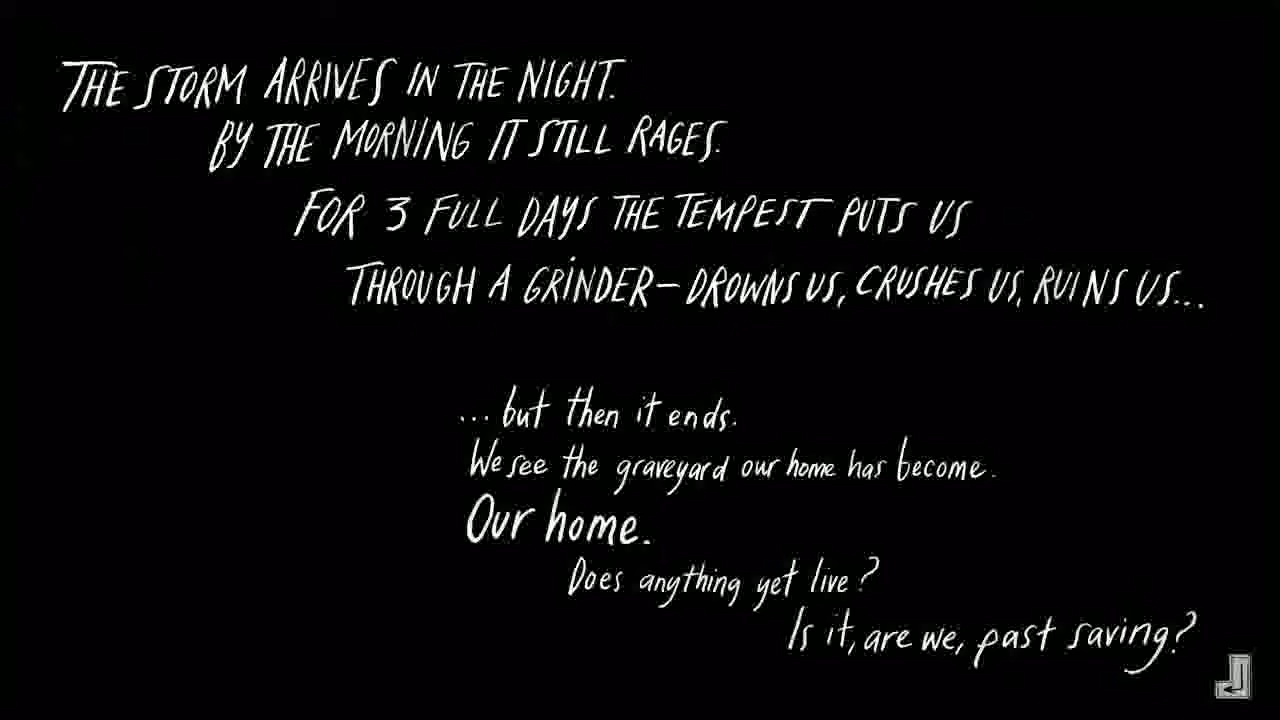 THE STORM ARRIVES IN THE NIGHT.
BY THE MORNING IT STILL RAGES.
FOR 3 FULL DAYS THE TEMPEST PUTS US
THROUGH A GRINDER—DROWNS US, CRUSHES US, RUINS US...
...but then it ends.
We see the graveyard our home has become.
Our home.
Does anything yet live?
Is it, are we, past saving?
J